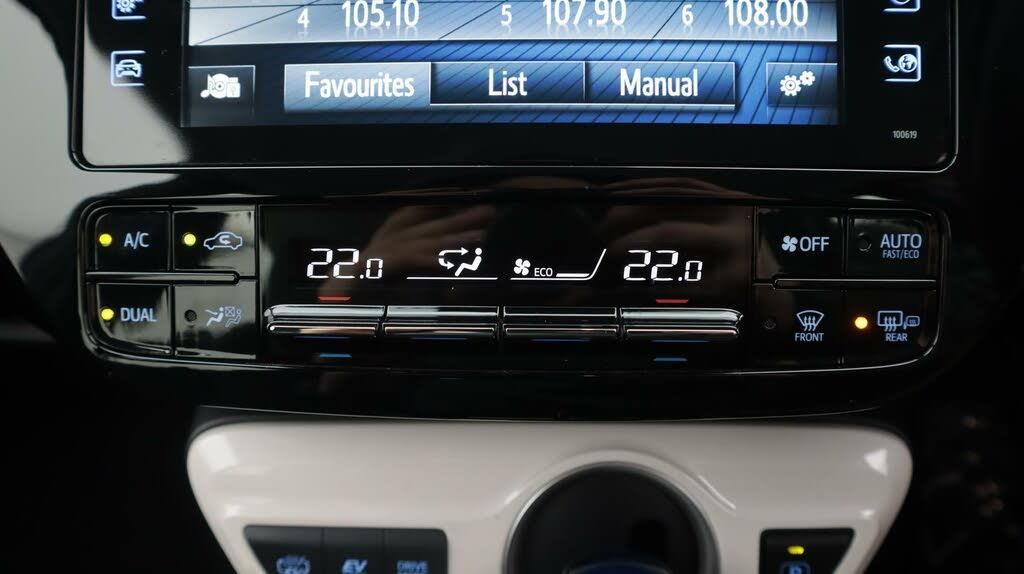 4 105.10 5 107.90 6 108.00
Favourites List Manual
100619
A/C
22.0 ECO 22.0
OFF AUTO
FAST/ECO
DUAL
FRONT REAR
EV DRIVE